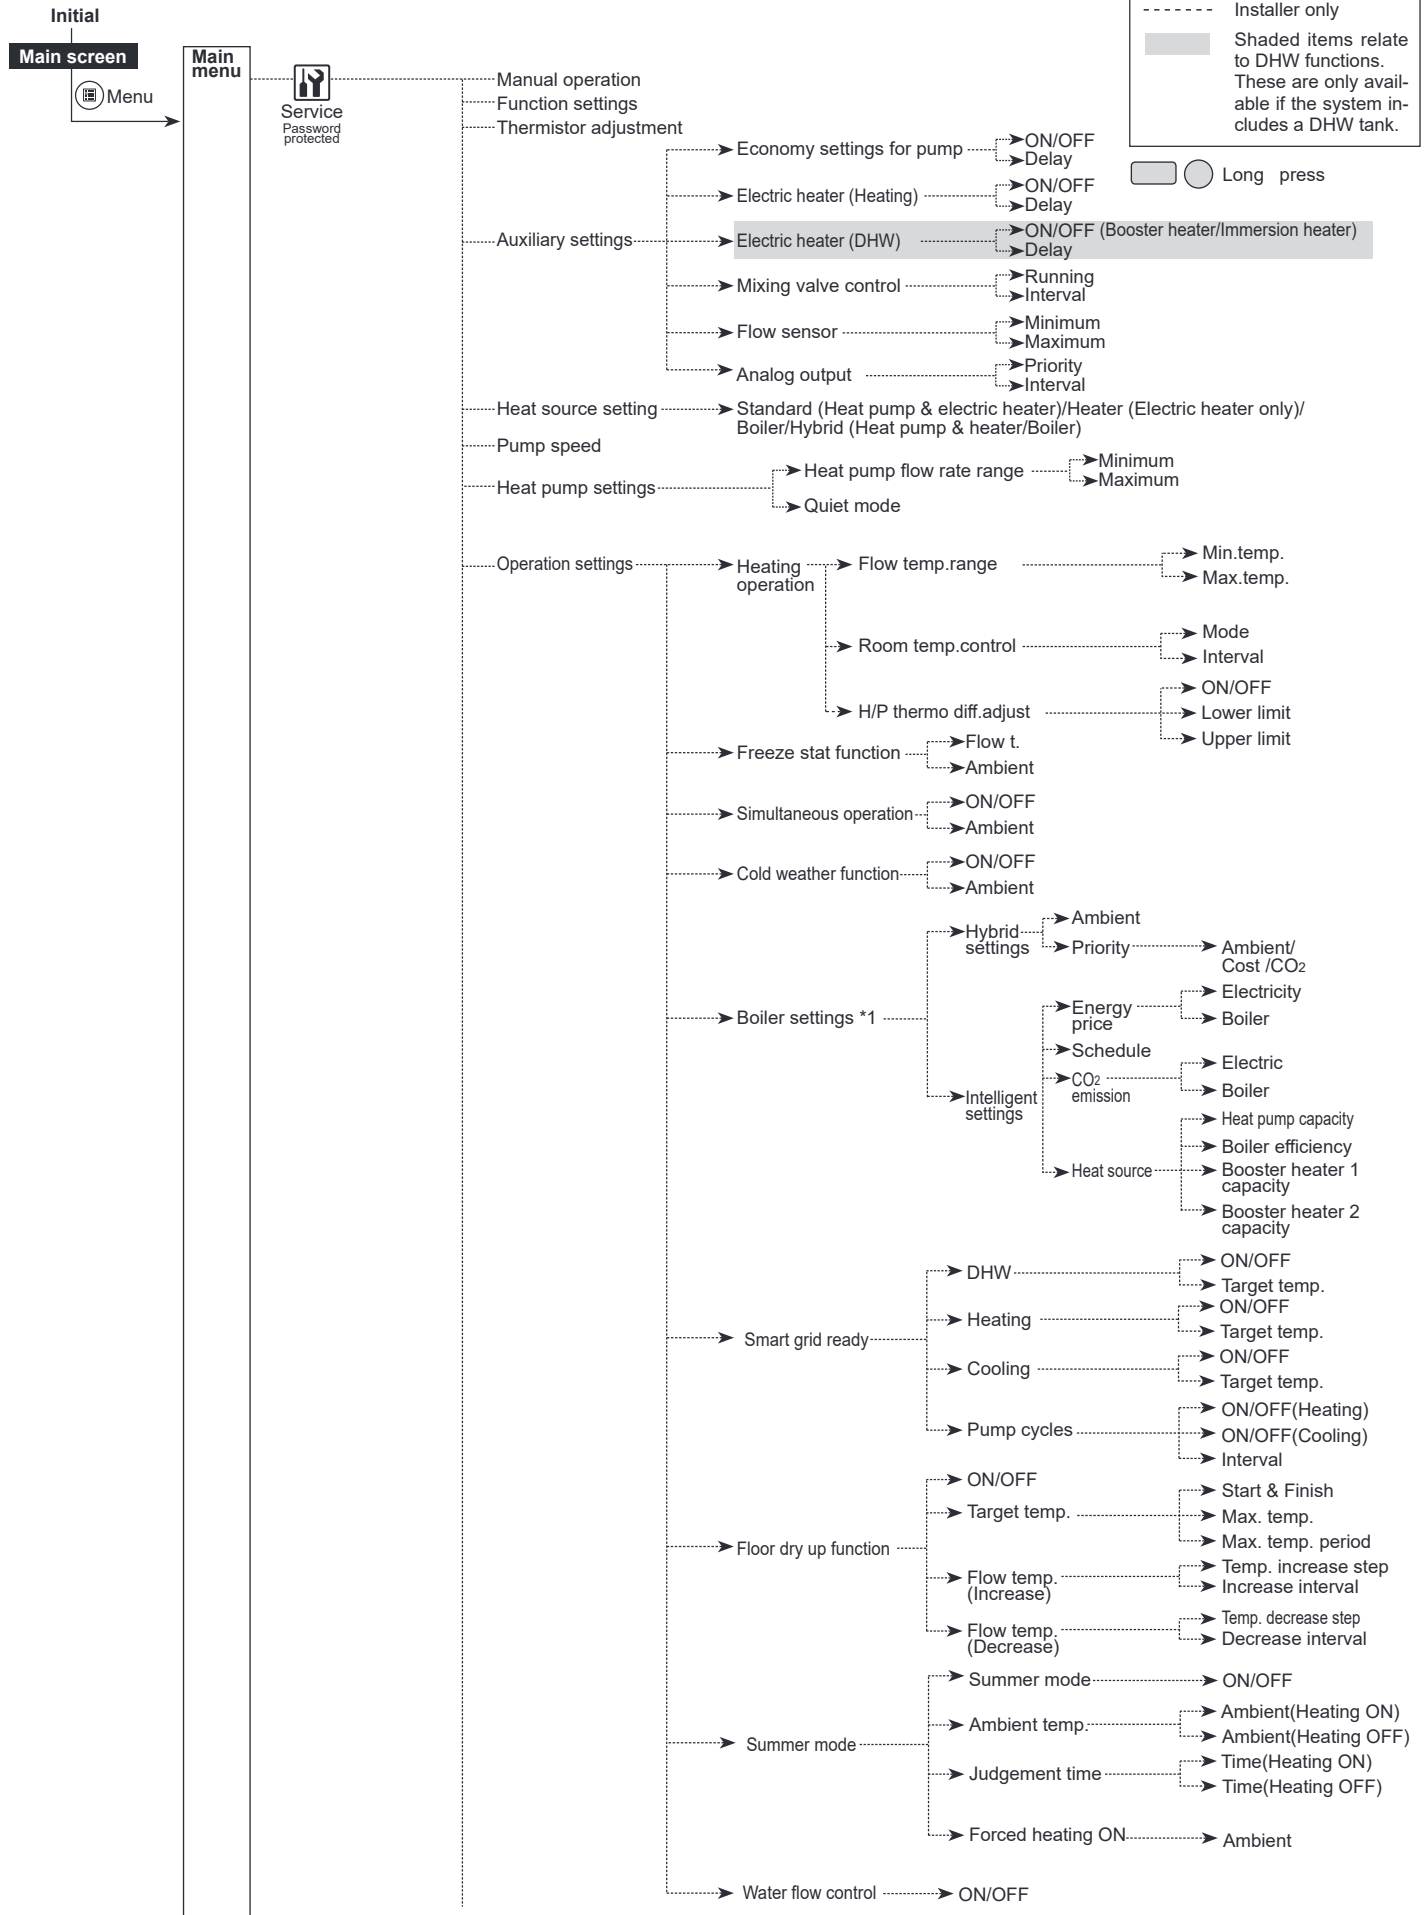 Initial
Main screen
Menu
Main
menu
Service
Password
protected
Installer only
Shaded items relate
to DHW functions.
These are only avail-
able if the system in-
cludes a DHW tank.
Long press
Manual operation
Function settings
Thermistor adjustment
Auxiliary settings
Economy settings for pump
ON/OFF
Delay
Electric heater (Heating)
ON/OFF
Delay
Electric heater (DHW)
ON/OFF (Booster heater/Immersion heater)
Delay
Mixing valve control
Running
Interval
Flow sensor
Minimum
Maximum
Analog output
Priority
Interval
Heat source setting
Standard (Heat pump & electric heater)/Heater (Electric heater only)/
Boiler/Hybrid (Heat pump & heater/Boiler)
Pump speed
Heat pump settings
Heat pump flow rate range
Minimum
Maximum
Quiet mode
Operation settings
Heating
operation
Flow temp.range
Min.temp.
Max.temp.
Room temp.control
Mode
Interval
H/P thermo diff.adjust
ON/OFF
Lower limit
Upper limit
Freeze stat function
Flow t.
Ambient
Simultaneous operation
ON/OFF
Ambient
Cold weather function
ON/OFF
Ambient
Boiler settings *1
Hybrid
settings
Ambient
Priority
Ambient/
Cost /CO2
Intelligent
settings
Energy
price
Electricity
Boiler
Schedule
CO2
emission
Electric
Boiler
Heat source
Heat pump capacity
Boiler efficiency
Booster heater 1
capacity
Booster heater 2
capacity
Smart grid ready
DHW
ON/OFF
Target temp.
Heating
ON/OFF
Target temp.
Cooling
ON/OFF
Target temp.
Pump cycles
ON/OFF(Heating)
ON/OFF(Cooling)
Interval
Floor dry up function
ON/OFF
Target temp.
Start & Finish
Max. temp.
Max. temp. period
Flow temp.
(Increase)
Temp. increase step
Increase interval
Flow temp.
(Decrease)
Temp. decrease step
Decrease interval
Summer mode
Summer mode
ON/OFF
Ambient temp.
Ambient(Heating ON)
Ambient(Heating OFF)
Judgement time
Time(Heating ON)
Time(Heating OFF)
Forced heating ON
Ambient
Water flow control
ON/OFF